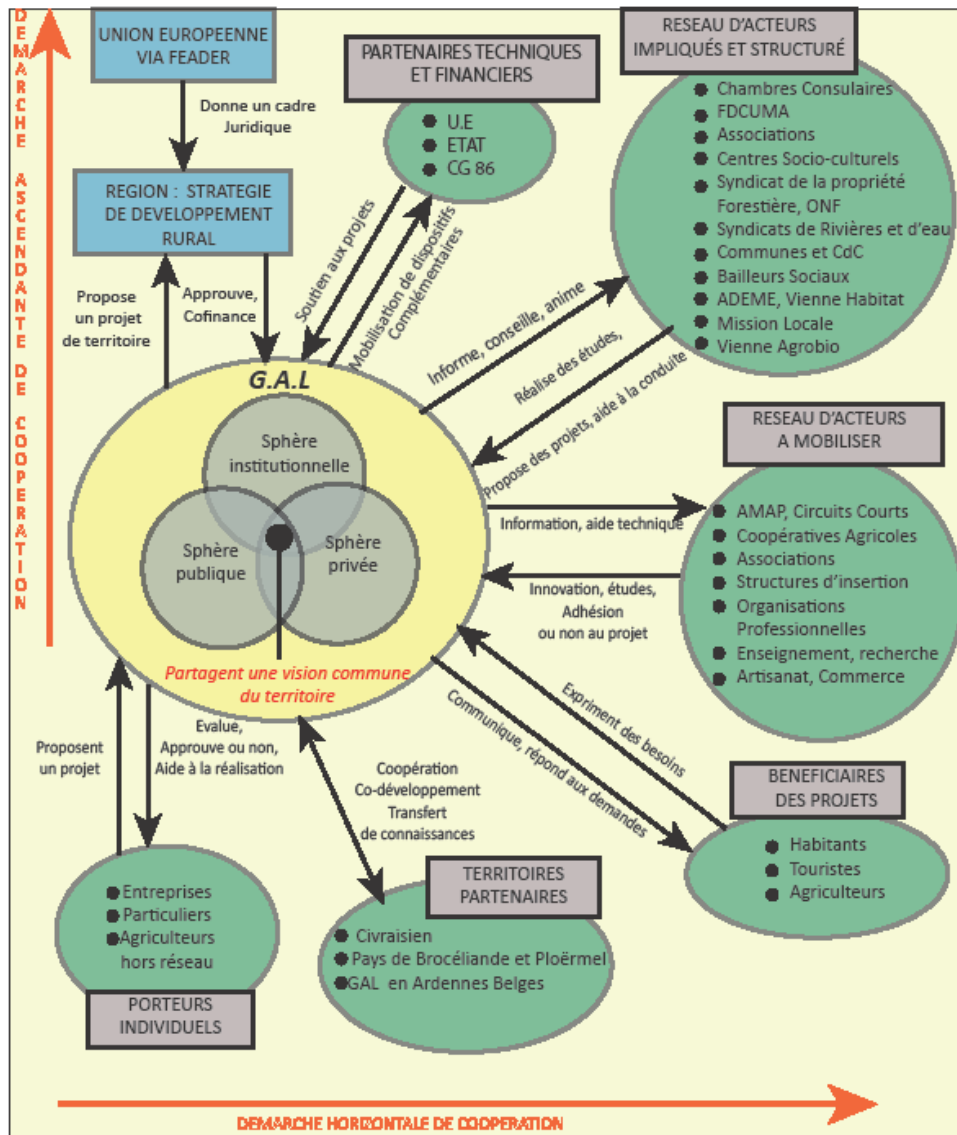 DEMARCHE ASCENDANTE DE COOPERATION
UNION EUROPEENNE
VIA FEADER
Donne un cadre
Juridique
REGION : STRATEGIE
DE DEVELOPPEMENT
RURAL
Propose
un projet
de territoire
Approuve,
Cofinance
PARTENAIRES TECHNIQUES
ET FINANCIERS
U.E
ETAT
CG 86
Soutien aux projets
Mobilisation de dispositifs
Complémentaires
RESEAU D'ACTEURS
IMPLIQUÉS ET STRUCTURÉ
Chambres Consulaires
FDCUMA
Associations
Centres Socio-culturels
Syndicat de la propriété
Forestière, ONF
Syndicats de Rivières et d'eau
Communes et CdC
Bailleurs Sociaux
ADEME, Vienne Habitat
Mission Locale
Vienne Agrobio
Informe, conseille, anime
Réalise des études,
Propose des projets, aide à la conduite
G.A.L
Sphère
institutionnelle
Sphère
publique
Sphère
privée
Partagent une vision commune
du territoire
RESEAU D'ACTEURS
A MOBILISER
AMAP, Circuits Courts
Coopératives Agricoles
Associations
Structures d'insertion
Organisations
Professionnelles
Enseignement, recherche
Artisanat, Commerce
Information, aide technique
Innovation, études,
Adhésion
ou non au projet
Expriment des besoins
Communique, répond aux demandes
BENEFICIAIRES
DES PROJETS
Habitants
Touristes
Agriculteurs
Proposent
un projet
Evalue,
Approuve ou non,
Aide à la réalisation
Coopération
Co-développement
Transfert
de connaissances
Entreprises
Particuliers
Agriculteurs
hors réseau
PORTEURS
INDIVIDUELS
TERRITOIRES
PARTENAIRES
Civraisien
Pays de Brocéliande et Ploërmel
GAL en Ardennes Belges
DEMARCHE HORIZONTALE DE COOPERATION